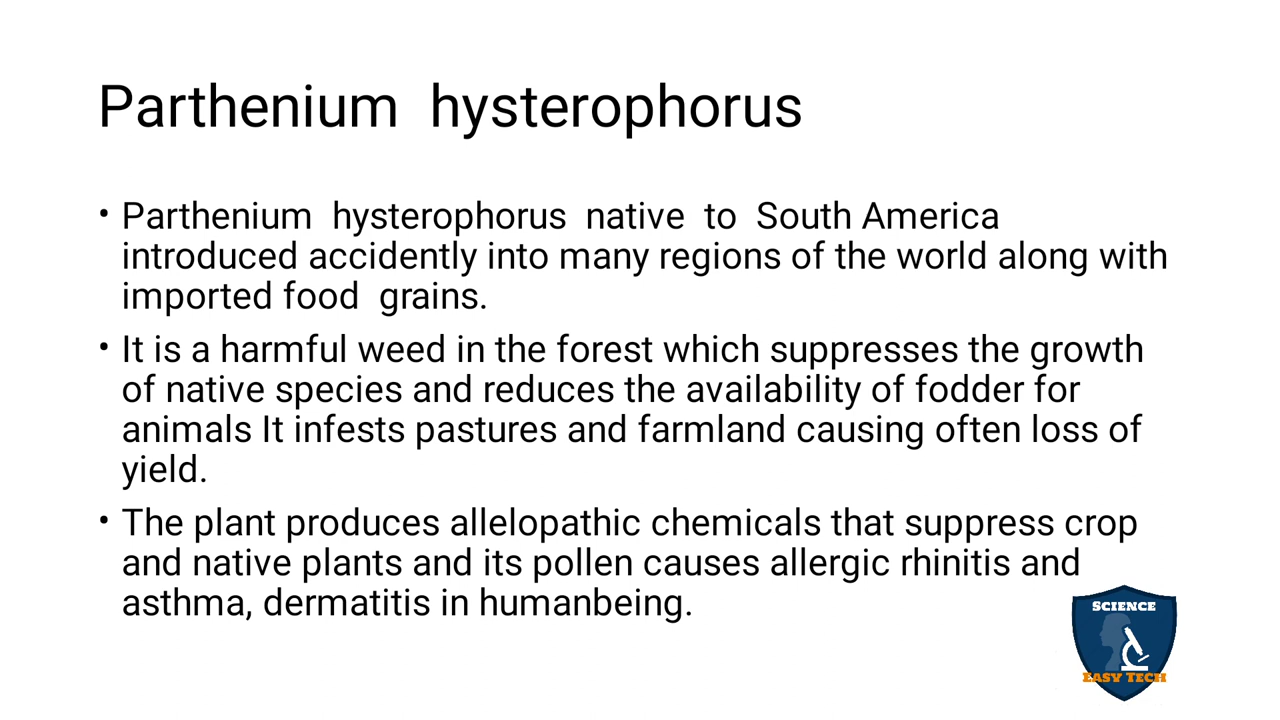 Parthenium hysterophorus
• Parthenium hysterophorus native to South America
introduced accidently into many regions of the world along with
imported food grains.
• It is a harmful weed in the forest which suppresses the growth
of native species and reduces the availability of fodder for
animals It infests pastures and farmland causing often loss of
yield.
• The plant produces allelopathic chemicals that suppress crop
and native plants and its pollen causes allergic rhinitis and
asthma, dermatitis in humanbeing.
SCIENCE
EASY TECH